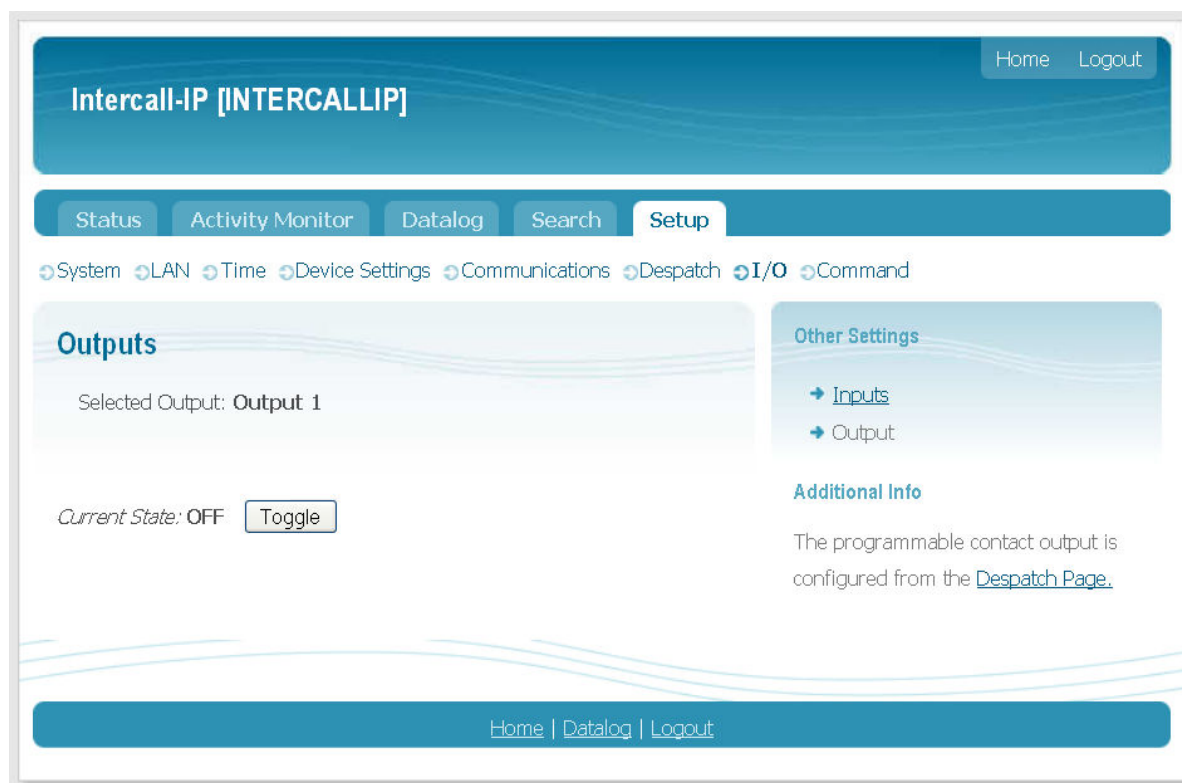 Home Logout
Intercall-IP [INTERCALLIP]
Status Activity Monitor Datalog Search Setup
System LAN Time Device Settings Communications Despatch I/O Command
Outputs
Selected Output: Output 1
Current State: OFF Toggle
Other Settings
Inputs
Output
Additional Info
The programmable contact output is
configured from the Despatch Page.
Home | Datalog | Logout